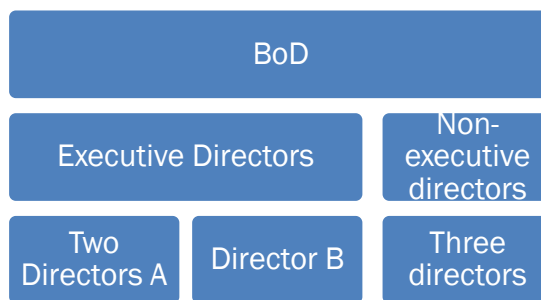 BoD
Executive Directors
Non-
executive
directors
Two
Directors A
Director B
Three
directors